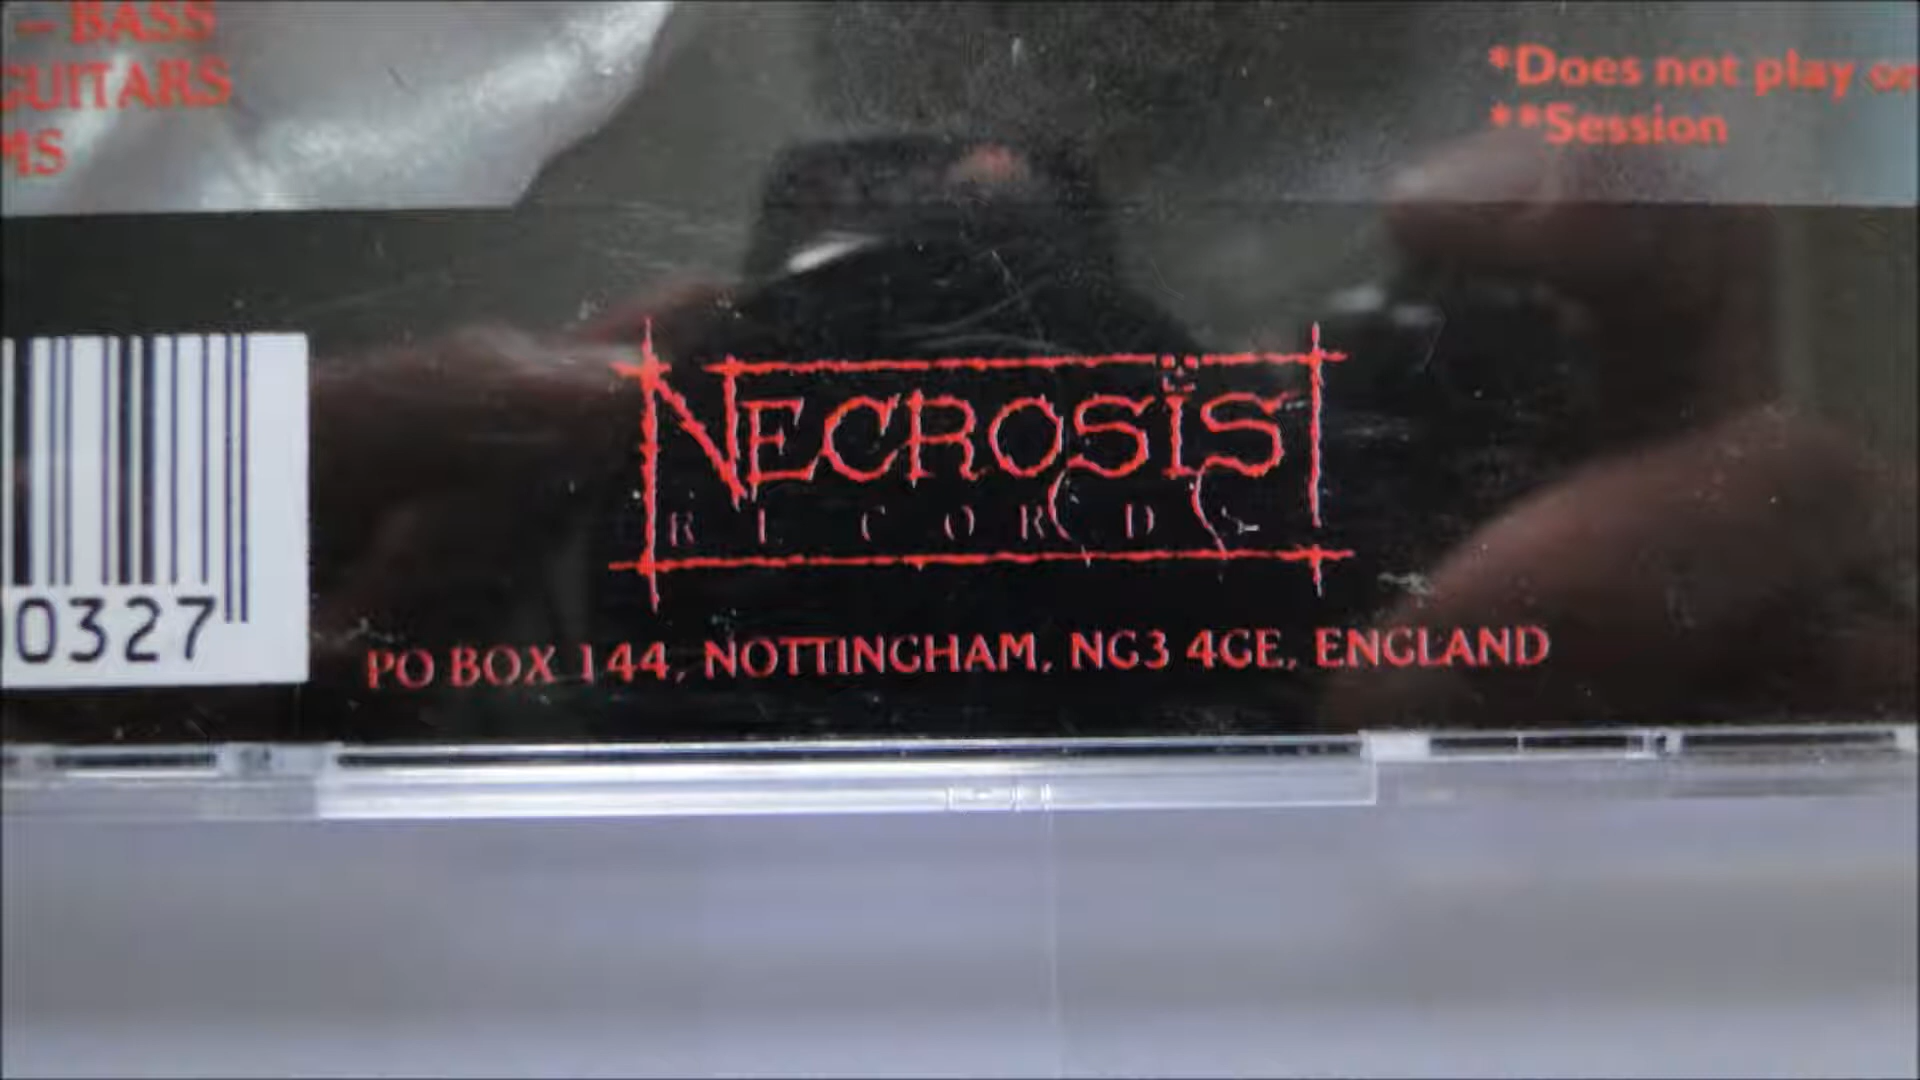 – BASS
GUITARS
MS
*Does not play on
**Session
NECROSIS
RECORDS
0327
PO BOX 144, NOTTINGHAM, NG3 4GE, ENGLAND